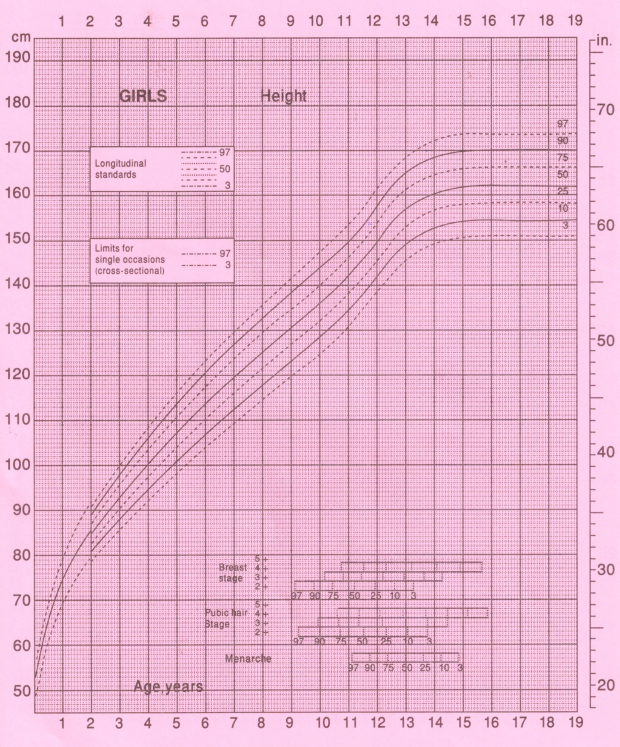 1 2 3 4 5 6 7 8 9 10 11 12 13 14 15 16 17 18 19
cm in.
190
GIRLS Height
180
70
97
170
90
Longitudinal standards
97
50
3
75
50
160
25
10
60
150
3
Limits for
single occasions
(cross-sectional)
97
3
140
130
50
120
110
40
100
90
80
Breast
stage
5
4
3
2
30
97 90 75 50 25 10 3
70
Pubic hair
Stage
5
4
3
2
97 90 75 50 25 10 3
60
Menarche
97 90 75 50 25 10 3
50
Age,years
20
1 2 3 4 5 6 7 8 9 10 11 12 13 14 15 16 17 18 19